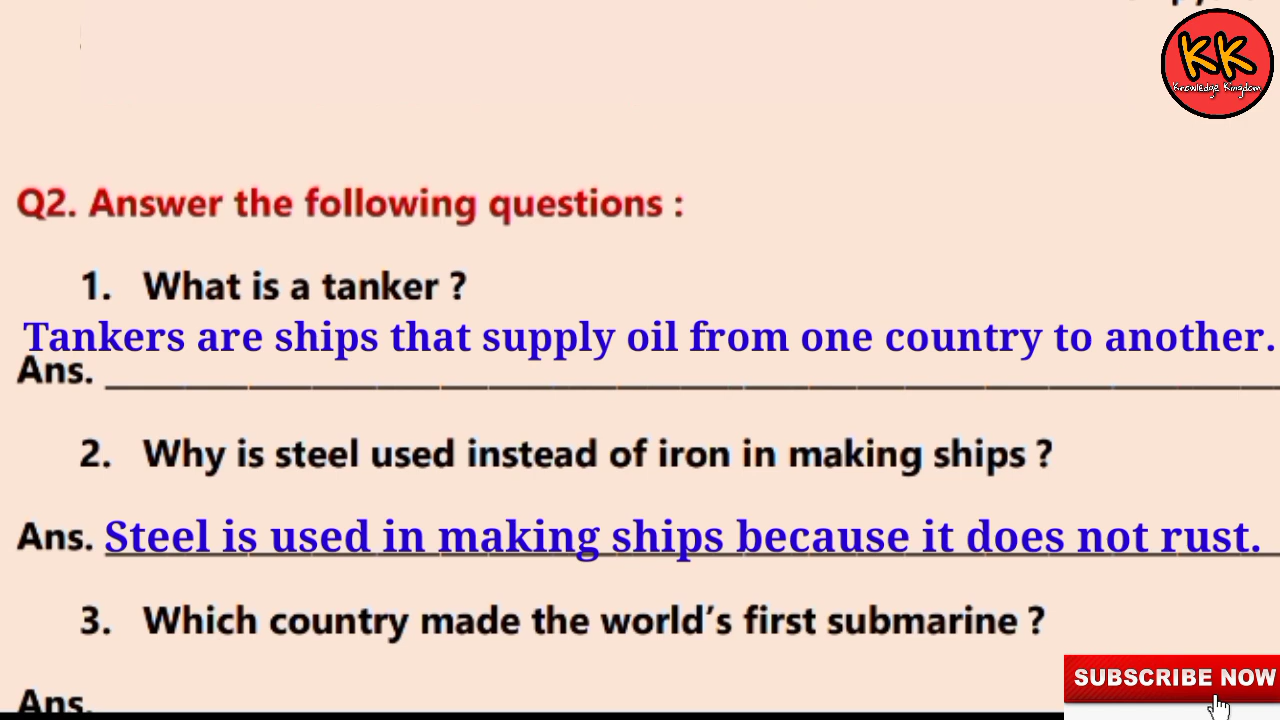 KK
Knowledge Kingdom
Q2. Answer the following questions :
1. What is a tanker ?
Tankers are ships that supply oil from one country to another.
Ans.
2. Why is steel used instead of iron in making ships ?
Ans. Steel is used in making ships because it does not rust.
3. Which country made the world's first submarine ?
Ans.
SUBSCRIBE NOW